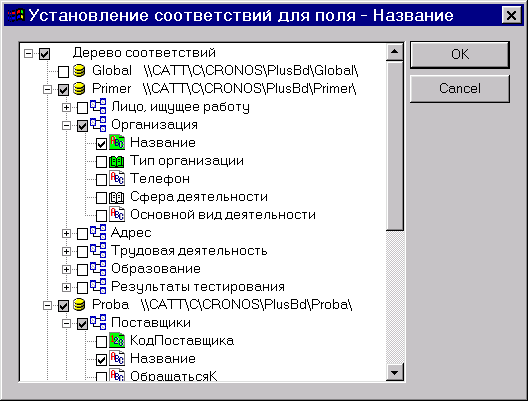 Установление соответствий для поля - Название
Дерево соответствий
OK
Global \\CATT\C\CRONOS\PlusBd\Global\
Primer \\CATT\C\CRONOS\PlusBd\Primer\
Cancel
Лицо, ищущее работу
Организация
Название
Тип организации
Телефон
Сфера деятельности
Основной вид деятельности
Адрес
Трудовая деятельность
Образование
Результаты тестирования
Proba \\CATT\C\CRONOS\PlusBd\Proba\
Поставщики
КодПоставщика
Название
ОбращатьсяК